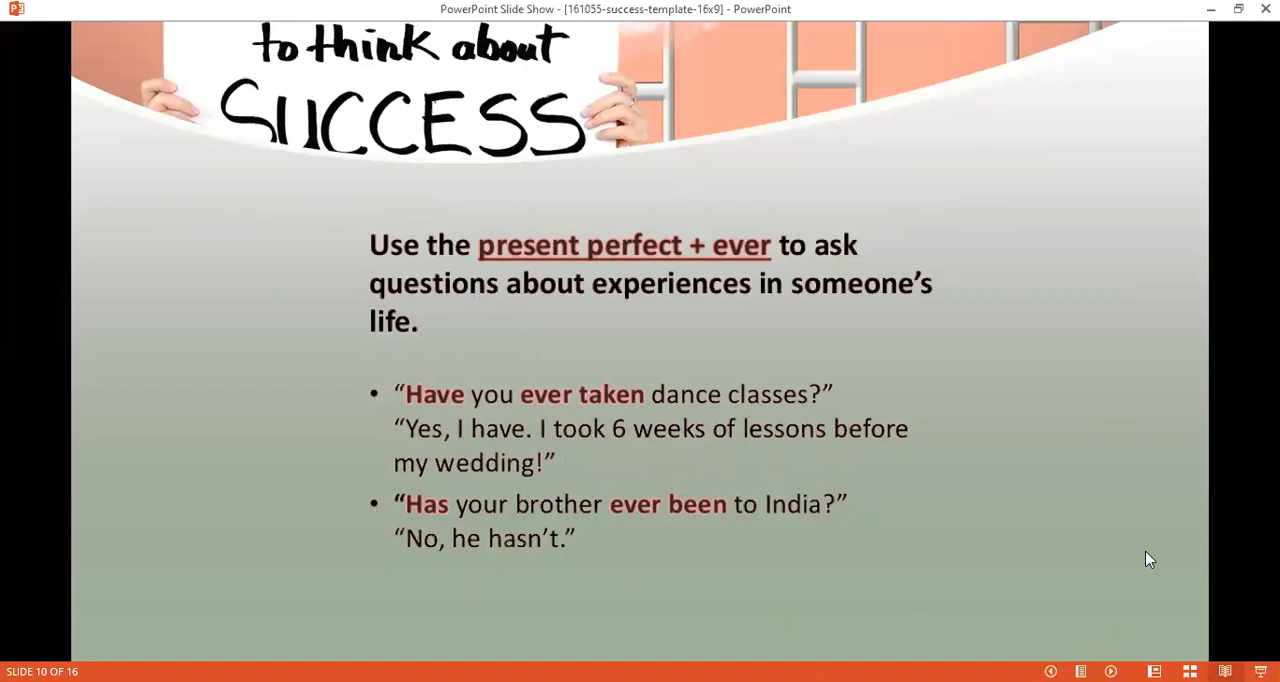 PowerPoint Slide Show - [161055-success-template-16x9] - PowerPoint
to think about
SUCCESS
Use the present perfect + ever to ask
questions about experiences in someone’s
life.
• “Have you ever taken dance classes?”
“Yes, I have. I took 6 weeks of lessons before
my wedding!”
• “Has your brother ever been to India?”
“No, he hasn’t.”
SLIDE 10 OF 16